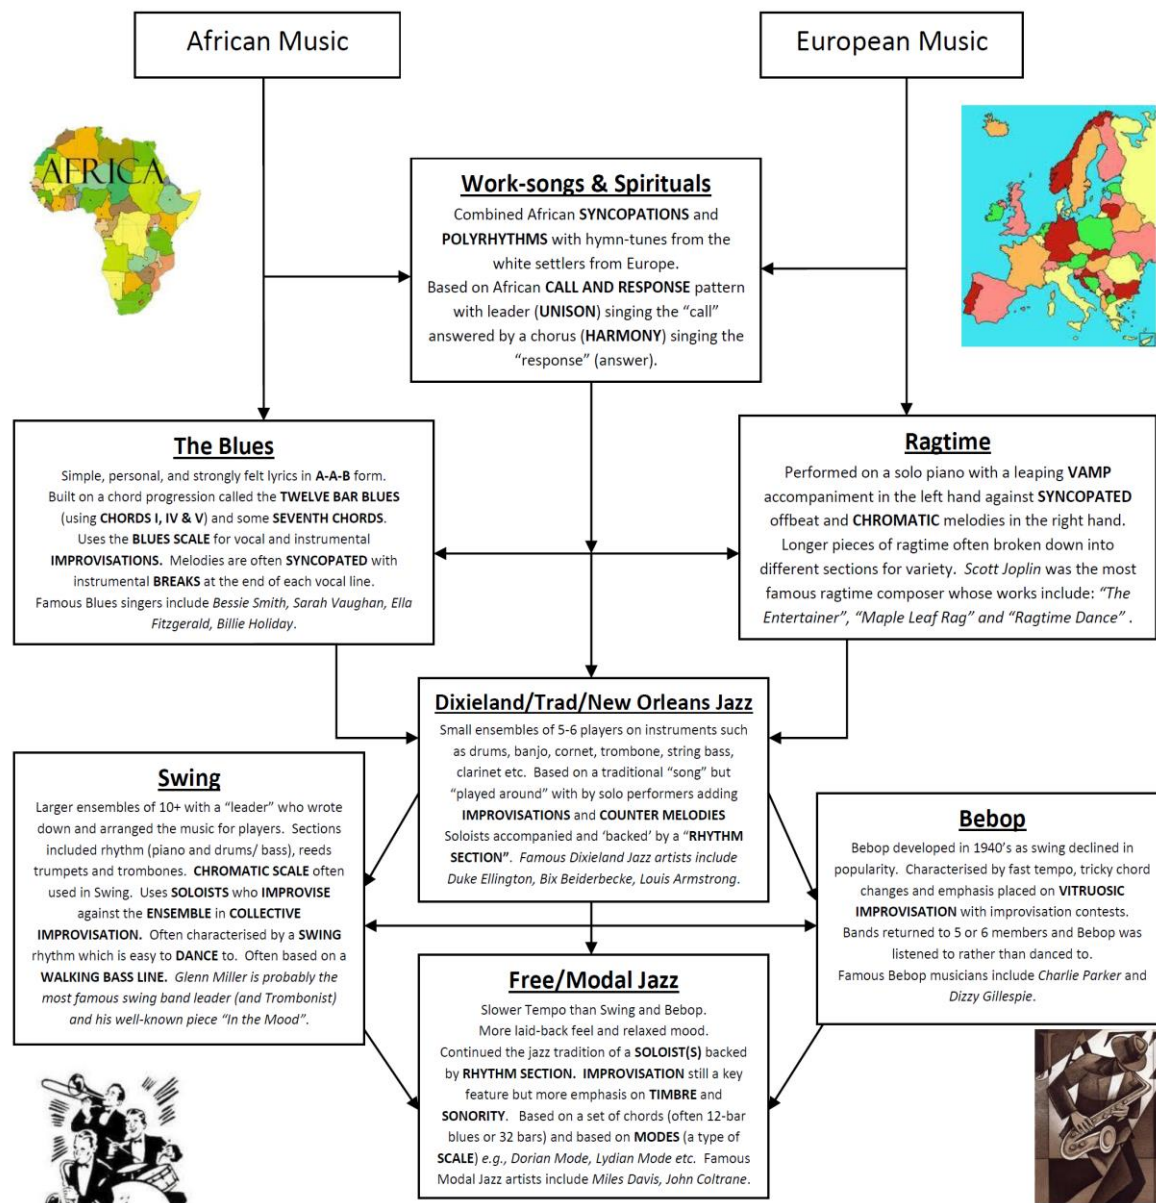 African Music
European Music
AFRICA
Work-songs & Spirituals
Combined African SYNCOPATIONS and
POLYRHYTHMS with hymn-tunes from the
white settlers from Europe.
Based on African CALL AND RESPONSE pattern
with leader (UNISON) singing the “call”
answered by a chorus (HARMONY) singing the
“response” (answer).
The Blues
Simple, personal, and strongly felt lyrics in A-A-B form.
Built on a chord progression called the TWELVE BAR BLUES
(using CHORDS I, IV & V) and some SEVENTH CHORDS.
Uses the BLUES SCALE for vocal and instrumental
IMPROVISATIONS. Melodies are often SYNCOPATED with
instrumental BREAKS at the end of each vocal line.
Famous Blues singers include Bessie Smith, Sarah Vaughan, Ella
Fitzgerald, Billie Holiday.
Ragtime
Performed on a solo piano with a leaping VAMP
accompaniment in the left hand against SYNCOPATED
offbeat and CHROMATIC melodies in the right hand.
Longer pieces of ragtime often broken down into
different sections for variety. Scott Joplin was the most
famous ragtime composer whose works include: “The
Entertainer”, “Maple Leaf Rag” and “Ragtime Dance” .
Dixieland/Trad/New Orleans Jazz
Small ensembles of 5-6 players on instruments such
as drums, banjo, cornet, trombone, string bass,
clarinet etc. Based on a traditional “song” but
“played around” with by solo performers adding
IMPROVISATIONS and COUNTER MELODIES
Soloists accompanied and ‘backed’ by a “RHYTHM
SECTION”. Famous Dixieland Jazz artists include
Duke Ellington, Bix Beiderbecke, Louis Armstrong.
Swing
Larger ensembles of 10+ with a “leader” who wrote
down and arranged the music for players. Sections
included rhythm (piano and drums/ bass), reeds
trumpets and trombones. CHROMATIC SCALE often
used in Swing. Uses SOLOISTS who IMPROVISE
against the ENSEMBLE in COLLECTIVE
IMPROVISATION. Often characterised by a SWING
rhythm which is easy to DANCE to. Often based on a
WALKING BASS LINE. Glenn Miller is probably the
most famous swing band leader (and Trombonist)
and his well-known piece “In the Mood”.
Bebop
Bebop developed in 1940’s as swing declined in
popularity. Characterised by fast tempo, tricky chord
changes and emphasis placed on VITRUOSIC
IMPROVISATION with improvisation contests.
Bands returned to 5 or 6 members and Bebop was
listened to rather than danced to.
Famous Bebop musicians include Charlie Parker and
Dizzy Gillespie.
Free/Modal Jazz
Slower Tempo than Swing and Bebop.
More laid-back feel and relaxed mood.
Continued the jazz tradition of a SOLOIST(S) backed
by RHYTHM SECTION. IMPROVISATION still a key
feature but more emphasis on TIMBRE and
SONORITY. Based on a set of chords (often 12-bar
blues or 32 bars) and based on MODES (a type of
SCALE) e.g., Dorian Mode, Lydian Mode etc. Famous
Modal Jazz artists include Miles Davis, John Coltrane.